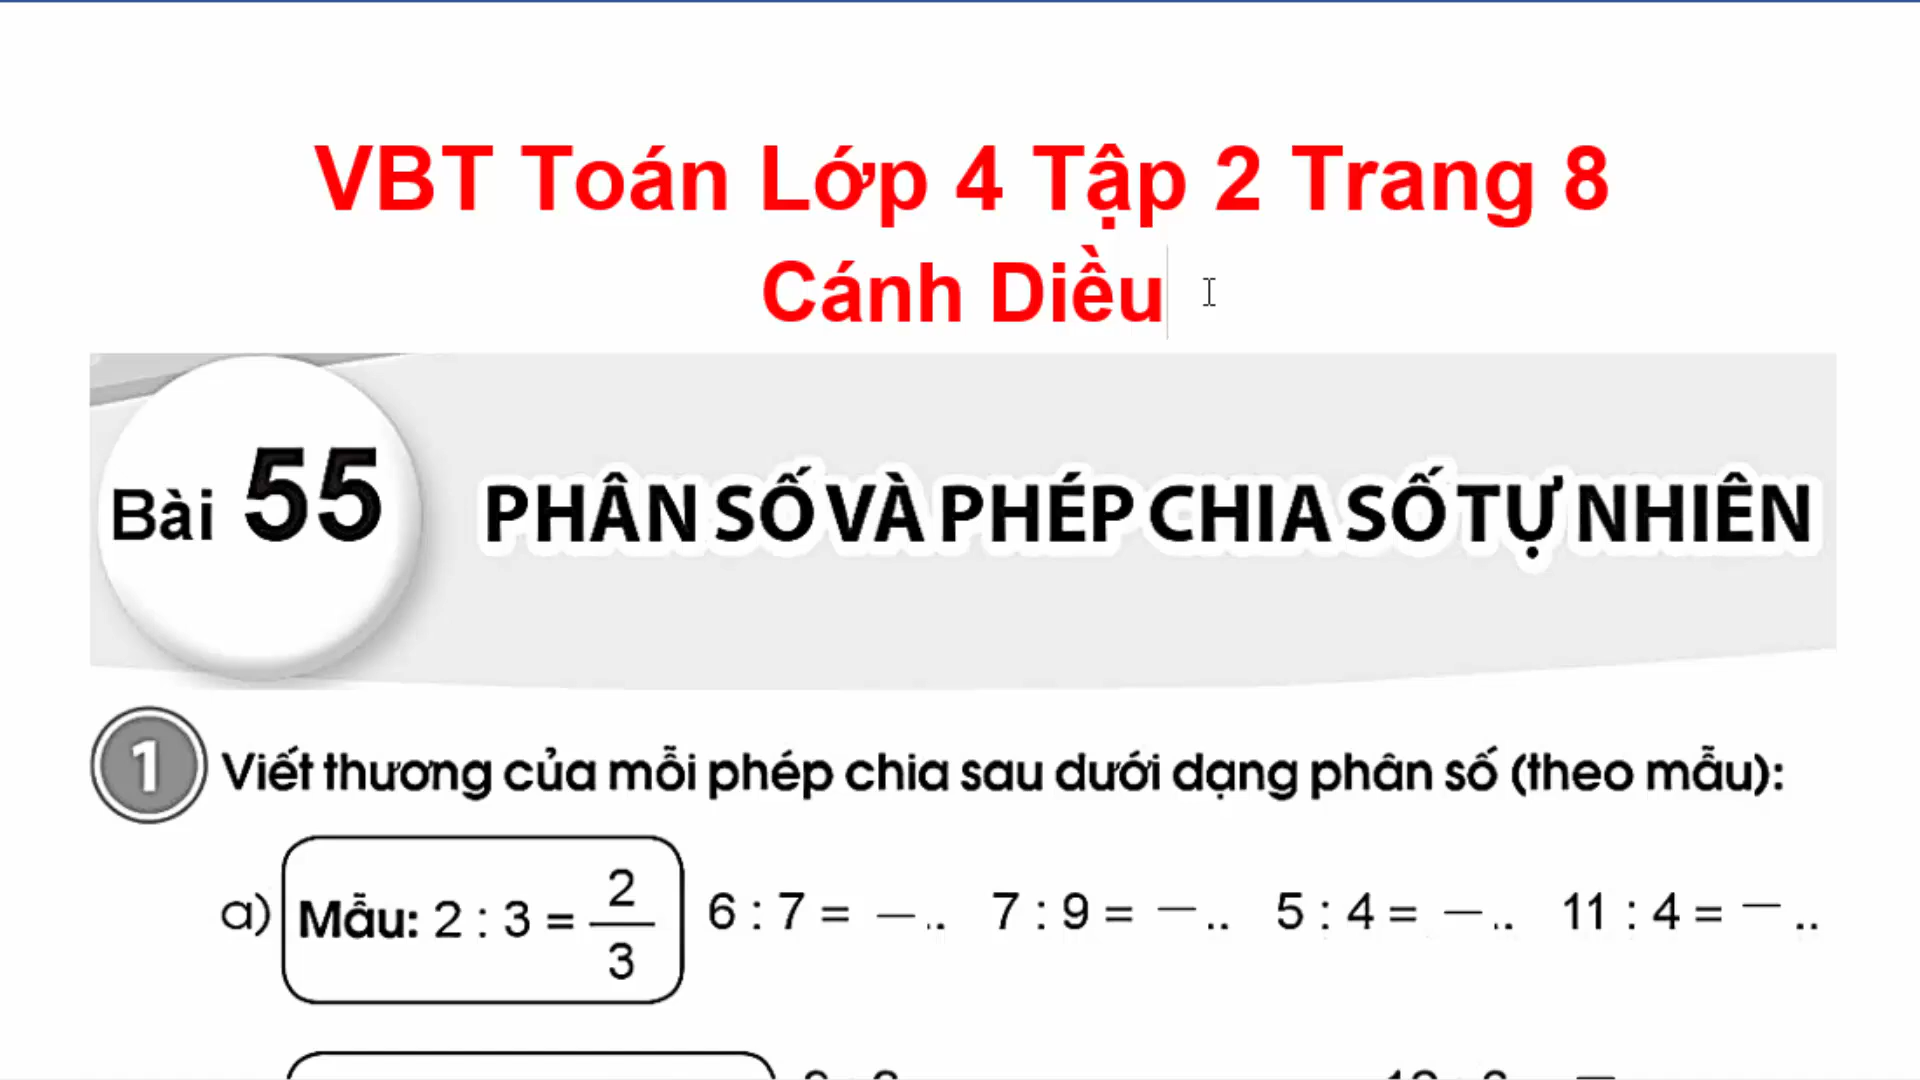 VBT Toán Lớp 4 Tập 2 Trang 8
Cánh Diều
Bài 55 PHÂN SỐ VÀ PHÉP CHIA SỐ TỰ NHIÊN
1 Viết thương của mỗi phép chia sau dưới dạng phân số (theo mẫu):
a) Mẫu: 2 : 3 = 2/3 6 : 7 = — .. 7 : 9 = — .. 5 : 4 = — .. 11 : 4 = — ..